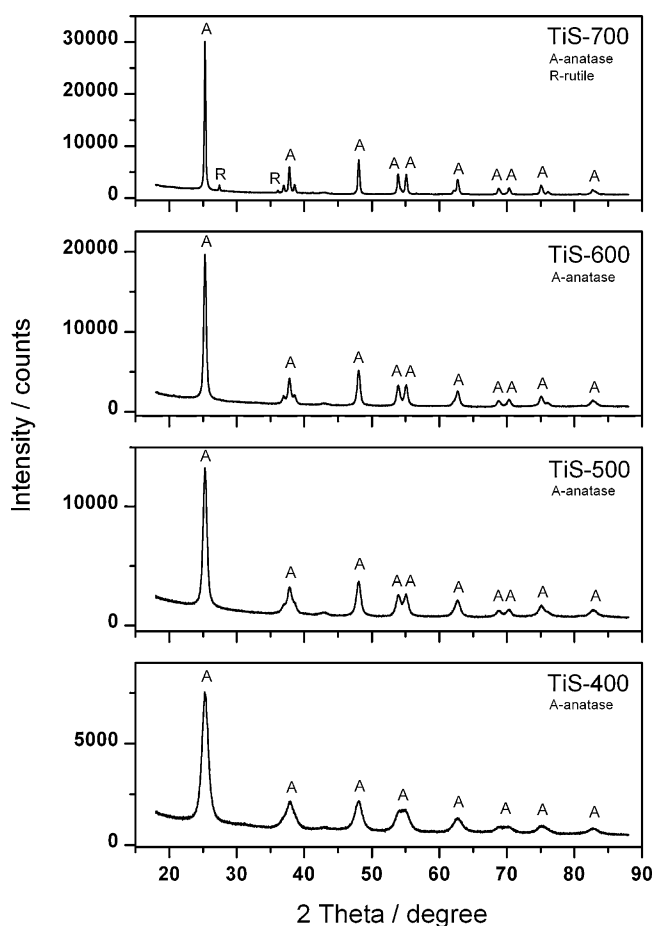 A
30000
TiS-700
A-anatase
R-rutile
20000
10000
R R A A A A A A A A A
0
A
20000
TiS-600
A-anatase
10000
A A A A A A A A A
0
Intensity / counts
A
TiS-500
A-anatase
10000
A A A A A A A A A
0
A
TiS-400
A-anatase
5000
A A A A A A A
0
20 30 40 50 60 70 80 90
2 Theta / degree